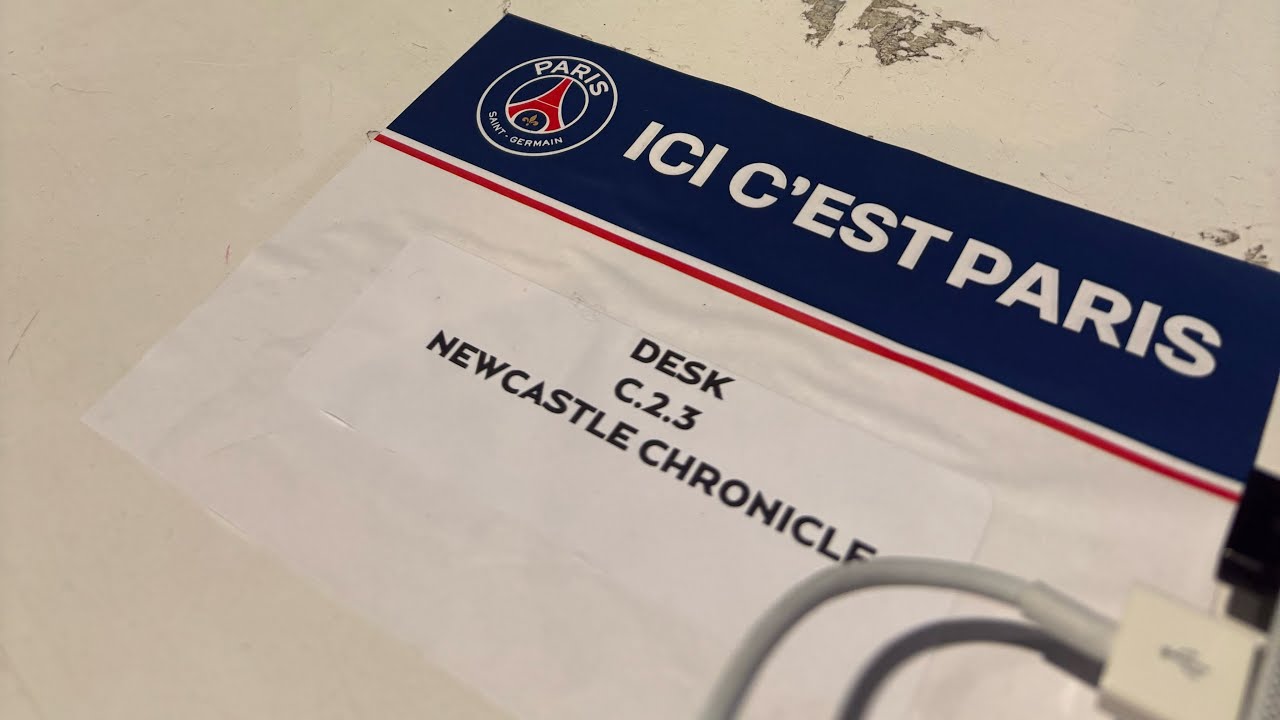 PARIS
SAINT-GERMAIN
ICI C'EST PARIS
DESK
C.2.3
NEWCASTLE CHRONICLE